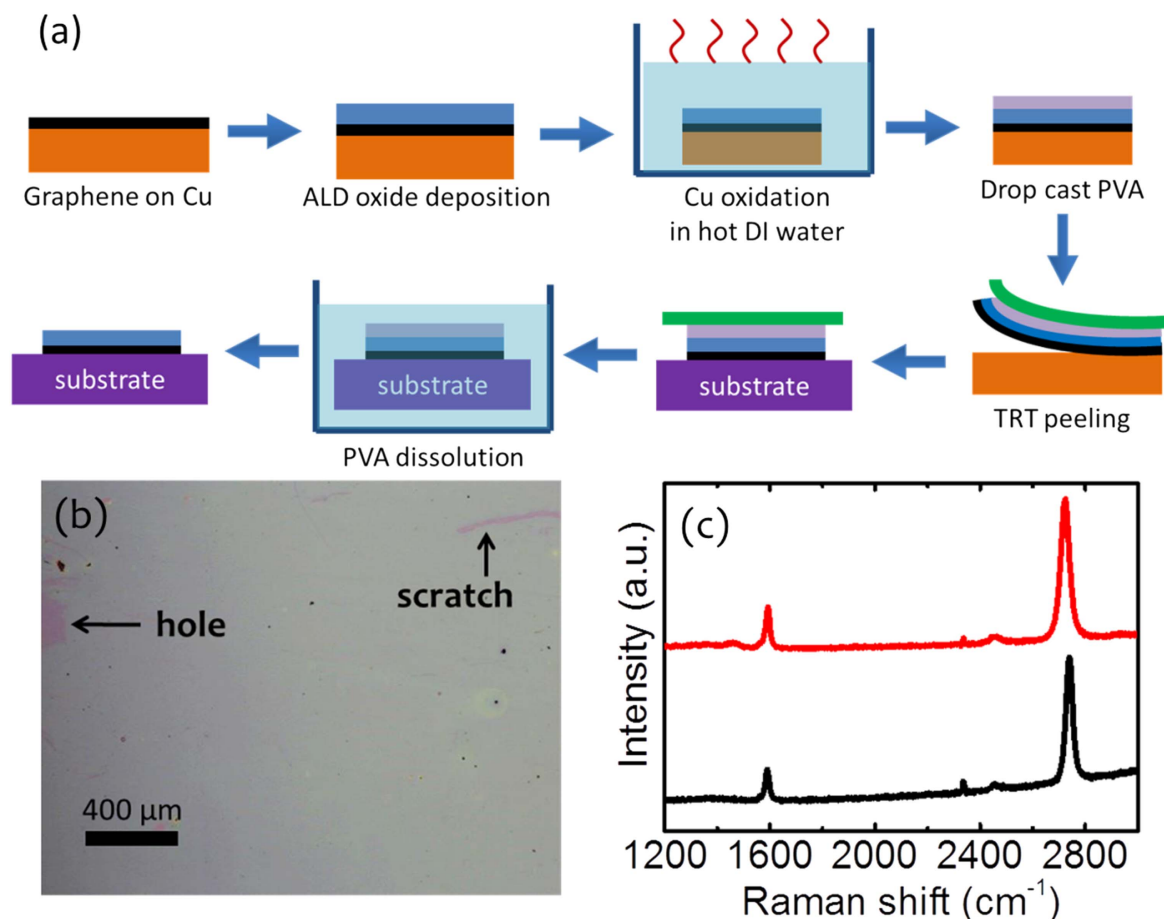 (a)
Graphene on Cu
ALD oxide deposition
Cu oxidation
in hot DI water
Drop cast PVA
substrate
substrate
substrate
PVA dissolution
TRT peeling
(b)
scratch
hole
400 μm
(c)
Intensity (a.u.)
1200 1600 2000 2400 2800
Raman shift (cm⁻¹)